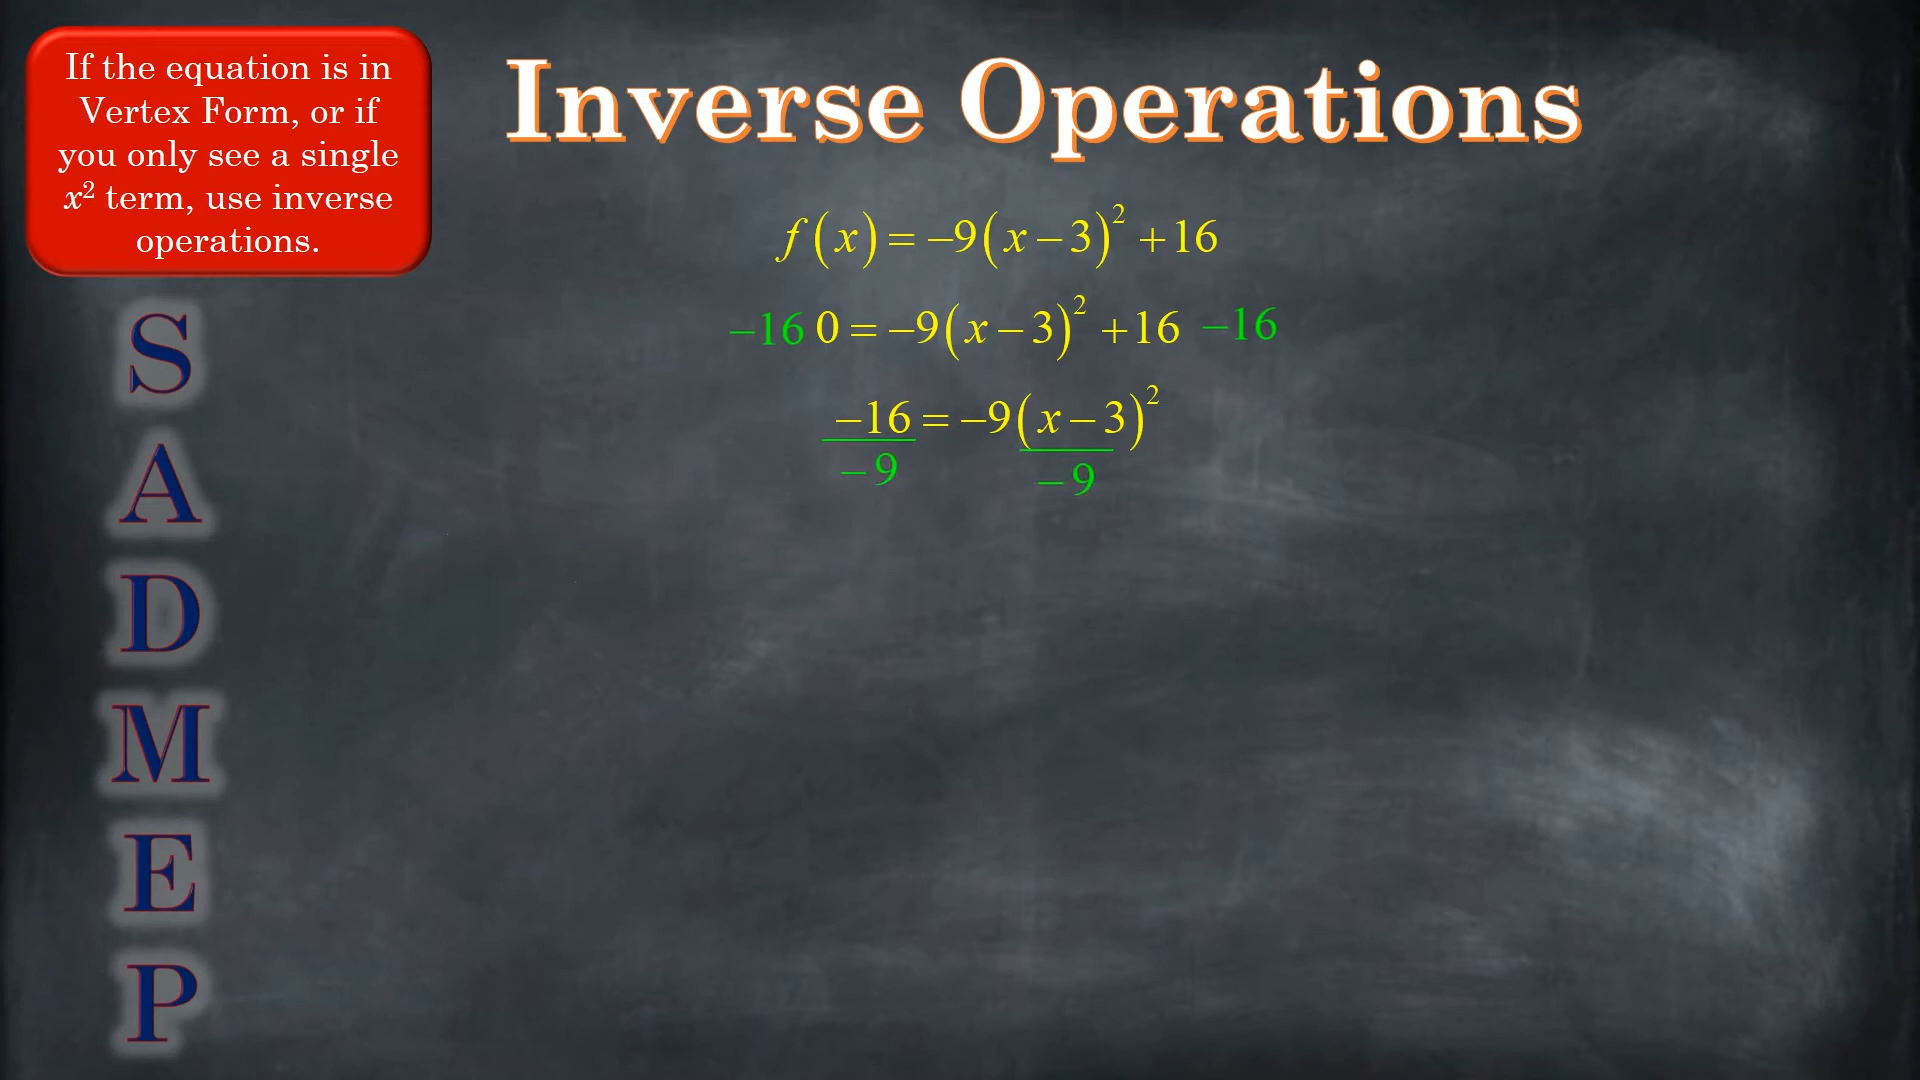 If the equation is in
Vertex Form, or if
you only see a single
x² term, use inverse
operations.
Inverse Operations
f(x) = −9(x − 3)² + 16
−16 0 = −9(x − 3)² + 16 −16
−16 = −9(x − 3)²
−9 −9
S
A
D
M
E
P